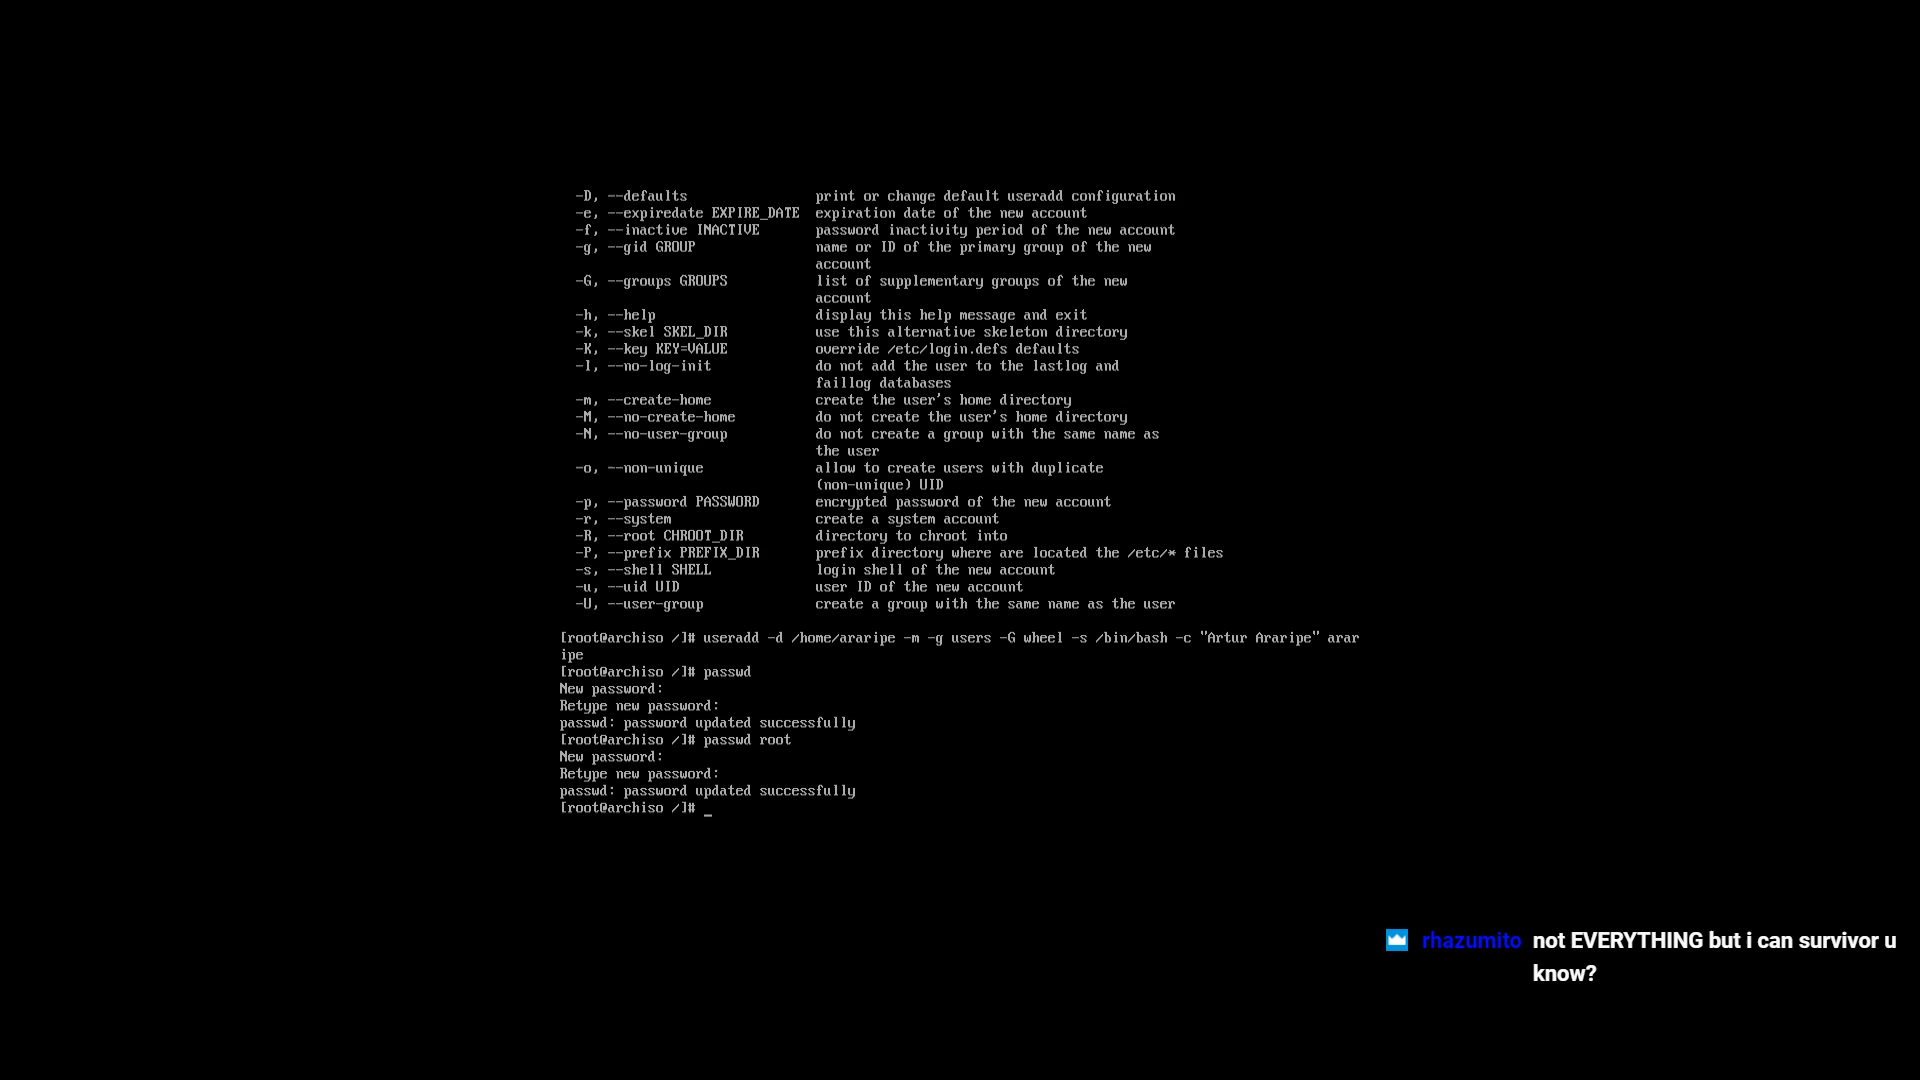 -D, --defaults print or change default useradd configuration
-e, --expiredate EXPIRE_DATE expiration date of the new account
-f, --inactive INACTIVE password inactivity period of the new account
-g, --gid GROUP name or ID of the primary group of the new
account
-G, --groups GROUPS list of supplementary groups of the new
account
-h, --help display this help message and exit
-k, --skel SKEL_DIR use this alternative skeleton directory
-K, --key KEY=VALUE override /etc/login.defs defaults
-l, --no-log-init do not add the user to the lastlog and
faillog databases
-m, --create-home create the user's home directory
-M, --no-create-home do not create the user's home directory
-N, --no-user-group do not create a group with the same name as
the user
-o, --non-unique allow to create users with duplicate
(non-unique) UID
-p, --password PASSWORD encrypted password of the new account
-r, --system create a system account
-R, --root CHROOT_DIR directory to chroot into
-P, --prefix PREFIX_DIR prefix directory where are located the /etc/* files
-s, --shell SHELL login shell of the new account
-u, --uid UID user ID of the new account
-U, --user-group create a group with the same name as the user
[root@archiso /]# useradd -d /home/araripe -m -g users -G wheel -s /bin/bash -c "Artur Araripe" arar
ipe
[root@archiso /]# passwd
New password:
Retype new password:
passwd: password updated successfully
[root@archiso /]# passwd root
New password:
Retype new password:
passwd: password updated successfully
[root@archiso /]# _
rhazumito not EVERYTHING but i can survivor u
know?